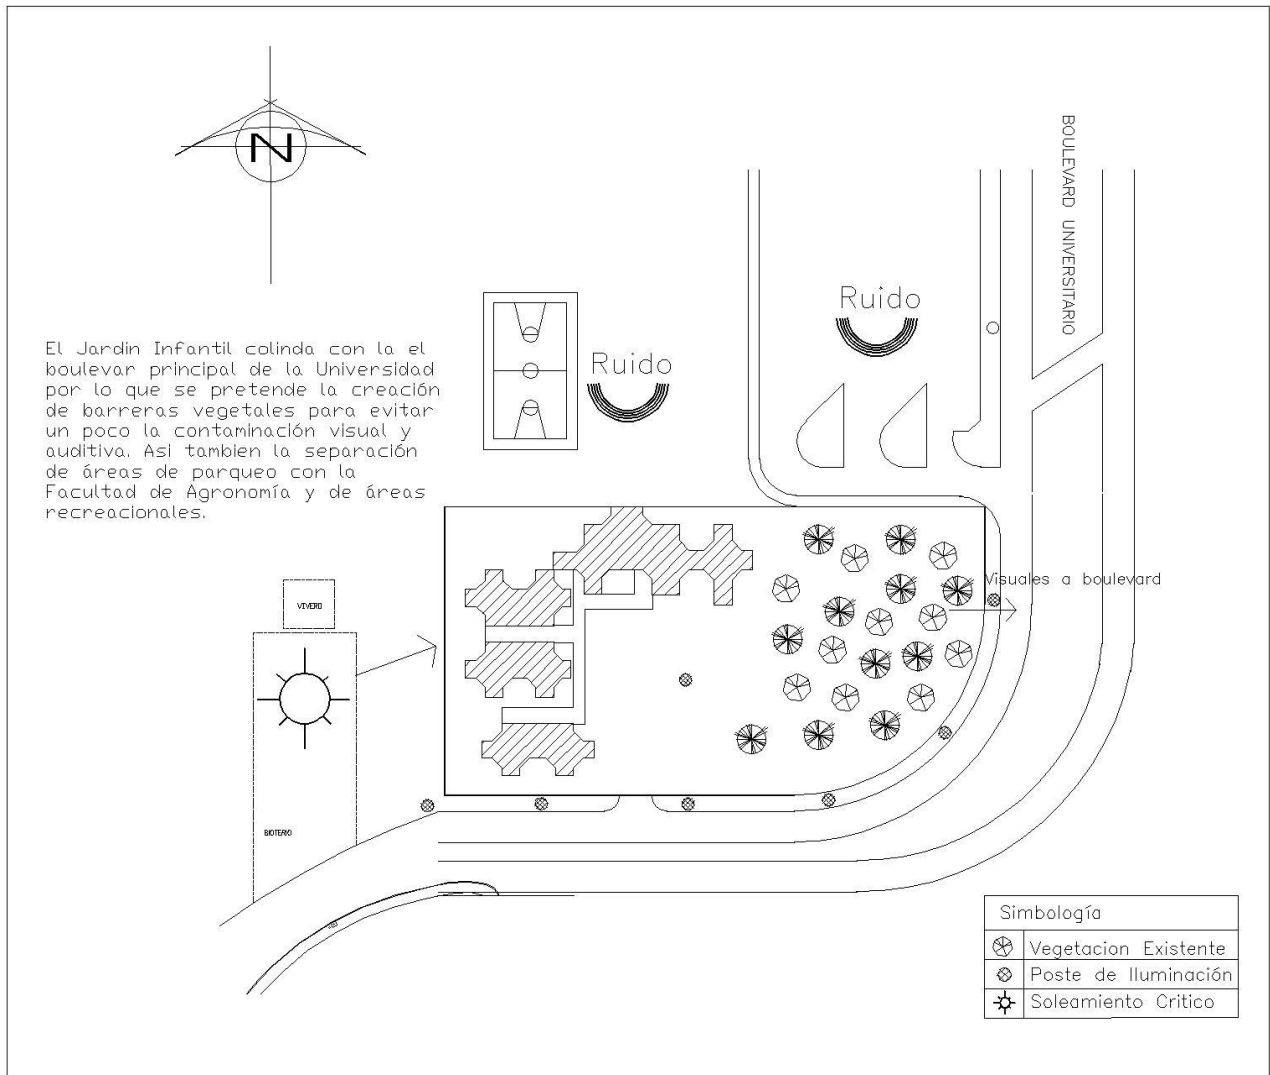 N
BOULEVARD UNIVERSITARIO
Ruido
Ruido
El Jardin Infantil colinda con la el
boulevar principal de la Universidad
por lo que se pretende la creación
de barreras vegetales para evitar
un poco la contaminación visual y
auditiva. Asi tambien la separación
de áreas de parqueo con la
Facultad de Agronomía y de áreas
recreacionales.
Visuales a boulevard
VIVERO
BIOTERIO
Simbología
Vegetacion Existente
Poste de Iluminación
Soleamiento Critico